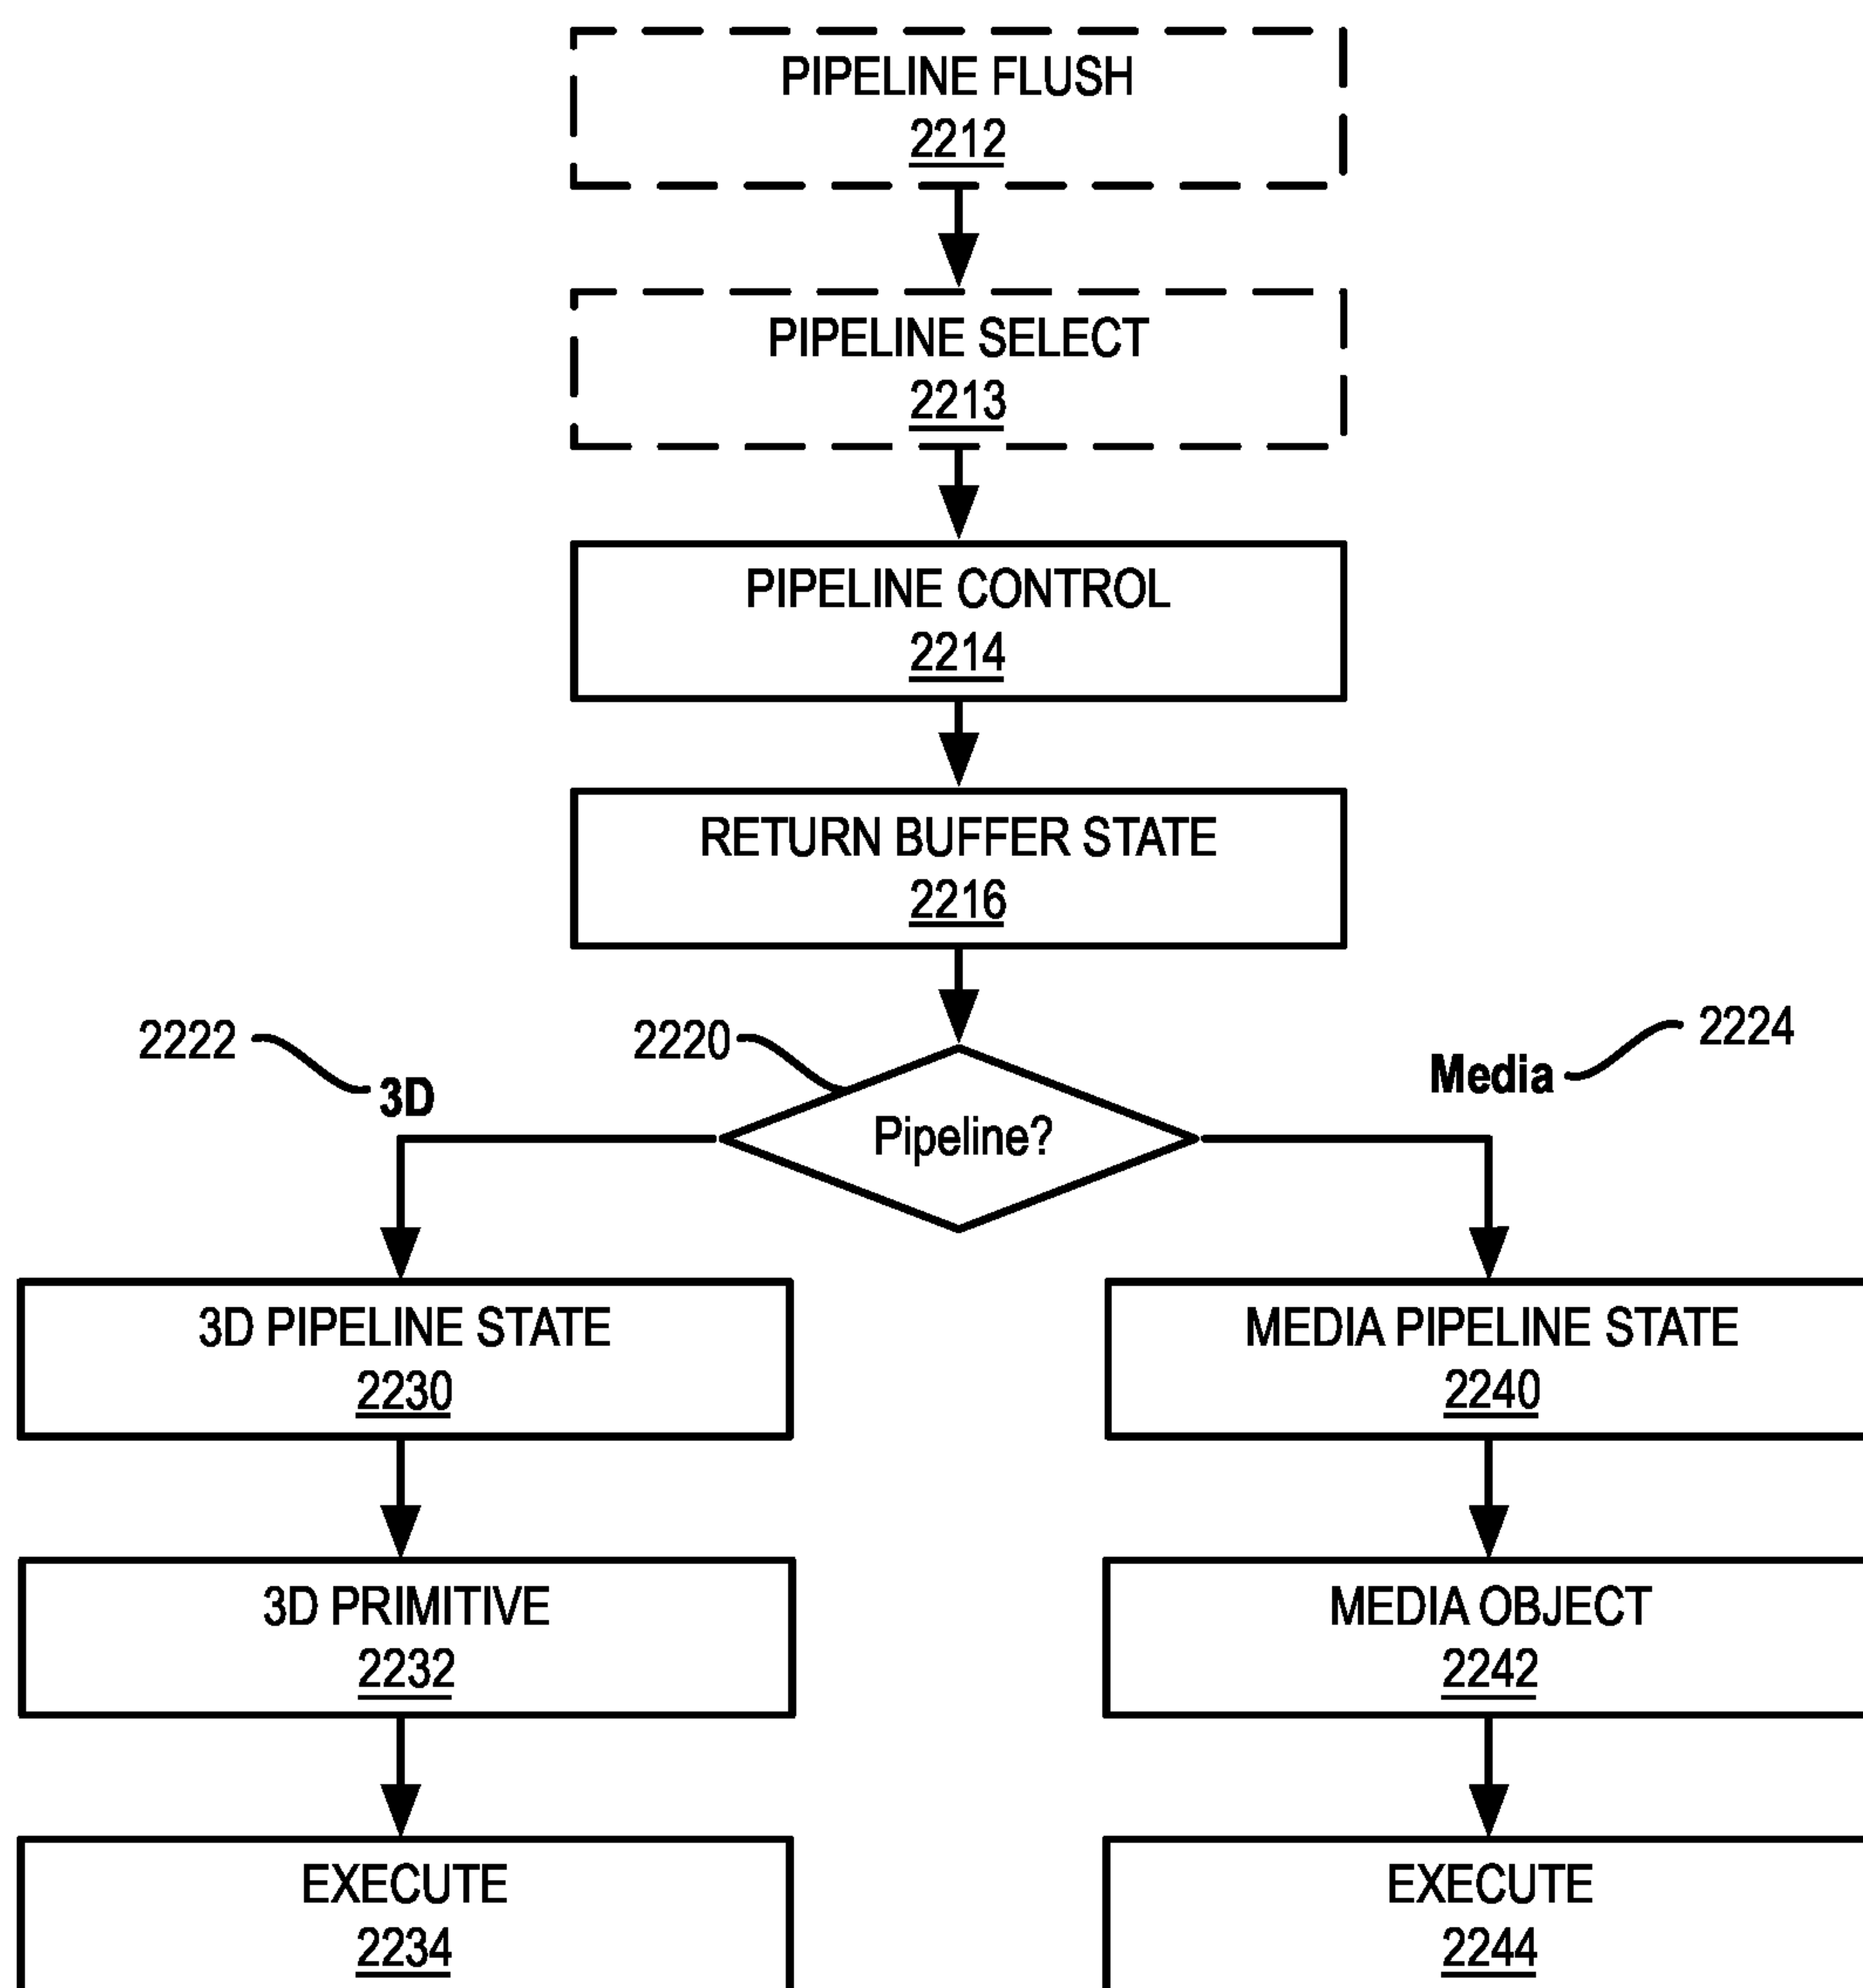 PIPELINE FLUSH
2212
PIPELINE SELECT
2213
PIPELINE CONTROL
2214
RETURN BUFFER STATE
2216
2222
2220
2224
3D
Media
Pipeline?
3D PIPELINE STATE
2230
MEDIA PIPELINE STATE
2240
3D PRIMITIVE
2232
MEDIA OBJECT
2242
EXECUTE
2234
EXECUTE
2244